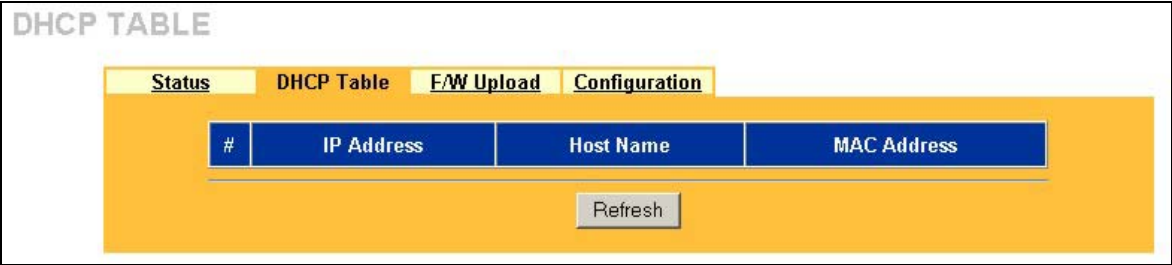 DHCP TABLE
Status DHCP Table F/W Upload Configuration
# IP Address Host Name MAC Address
Refresh